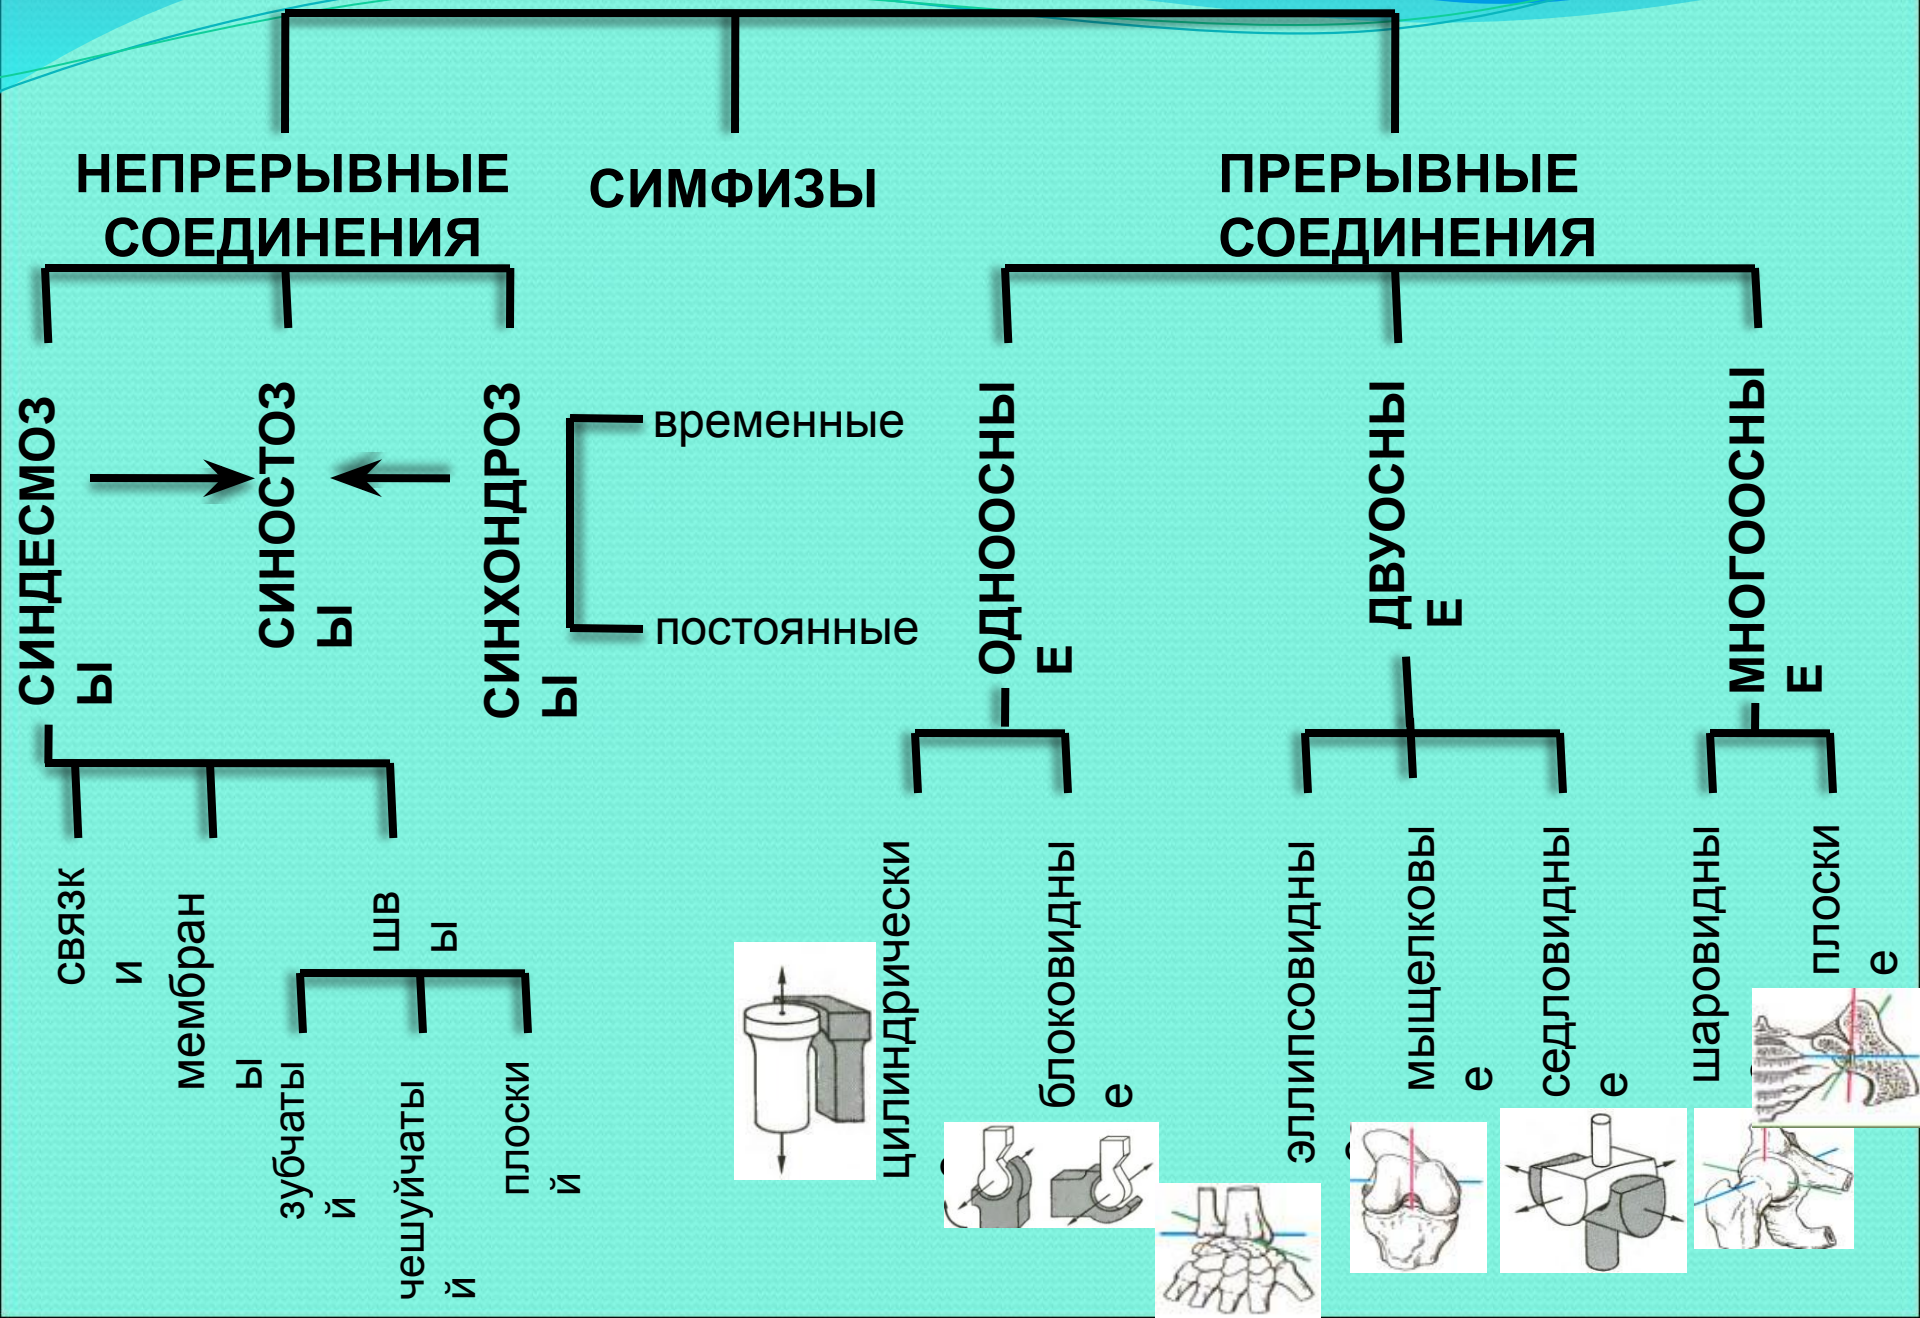 НЕПРЕРЫВНЫЕ
СОЕДИНЕНИЯ
СИМФИЗЫ
ПРЕРЫВНЫЕ
СОЕДИНЕНИЯ
СИНДЕСМОЗ
Ы
СИНОСТОЗ
Ы
СИНХОНДРОЗ
Ы
временные
постоянные
ОДНООСНЫ
Е
ДВУОСНЫ
Е
МНОГООСНЫ
Е
связк
и
мембран
ы
шв
ы
зубчаты
й
чешуйчаты
й
плоски
й
цилиндрически
блоковидны
е
эллипсовидны
мыщелковы
е
седловидны
е
шаровидны
плоски
е